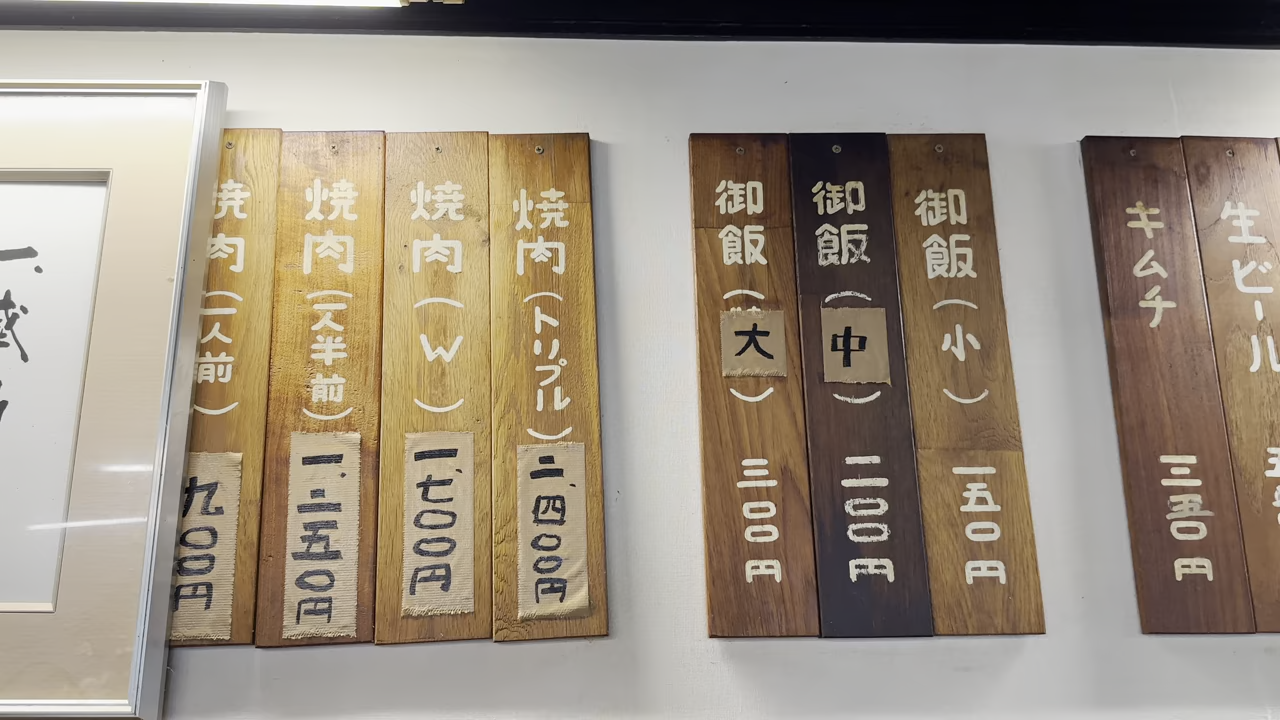 焼肉(一人前)九〇〇円
焼肉(一人半前)一、二五〇円
焼肉(W)一、七〇〇円
焼肉(トリプル)二、四〇〇円
御飯(大)三〇〇円
御飯(中)二〇〇円
御飯(小)一五〇円
キムチ 三五〇円
生ビール